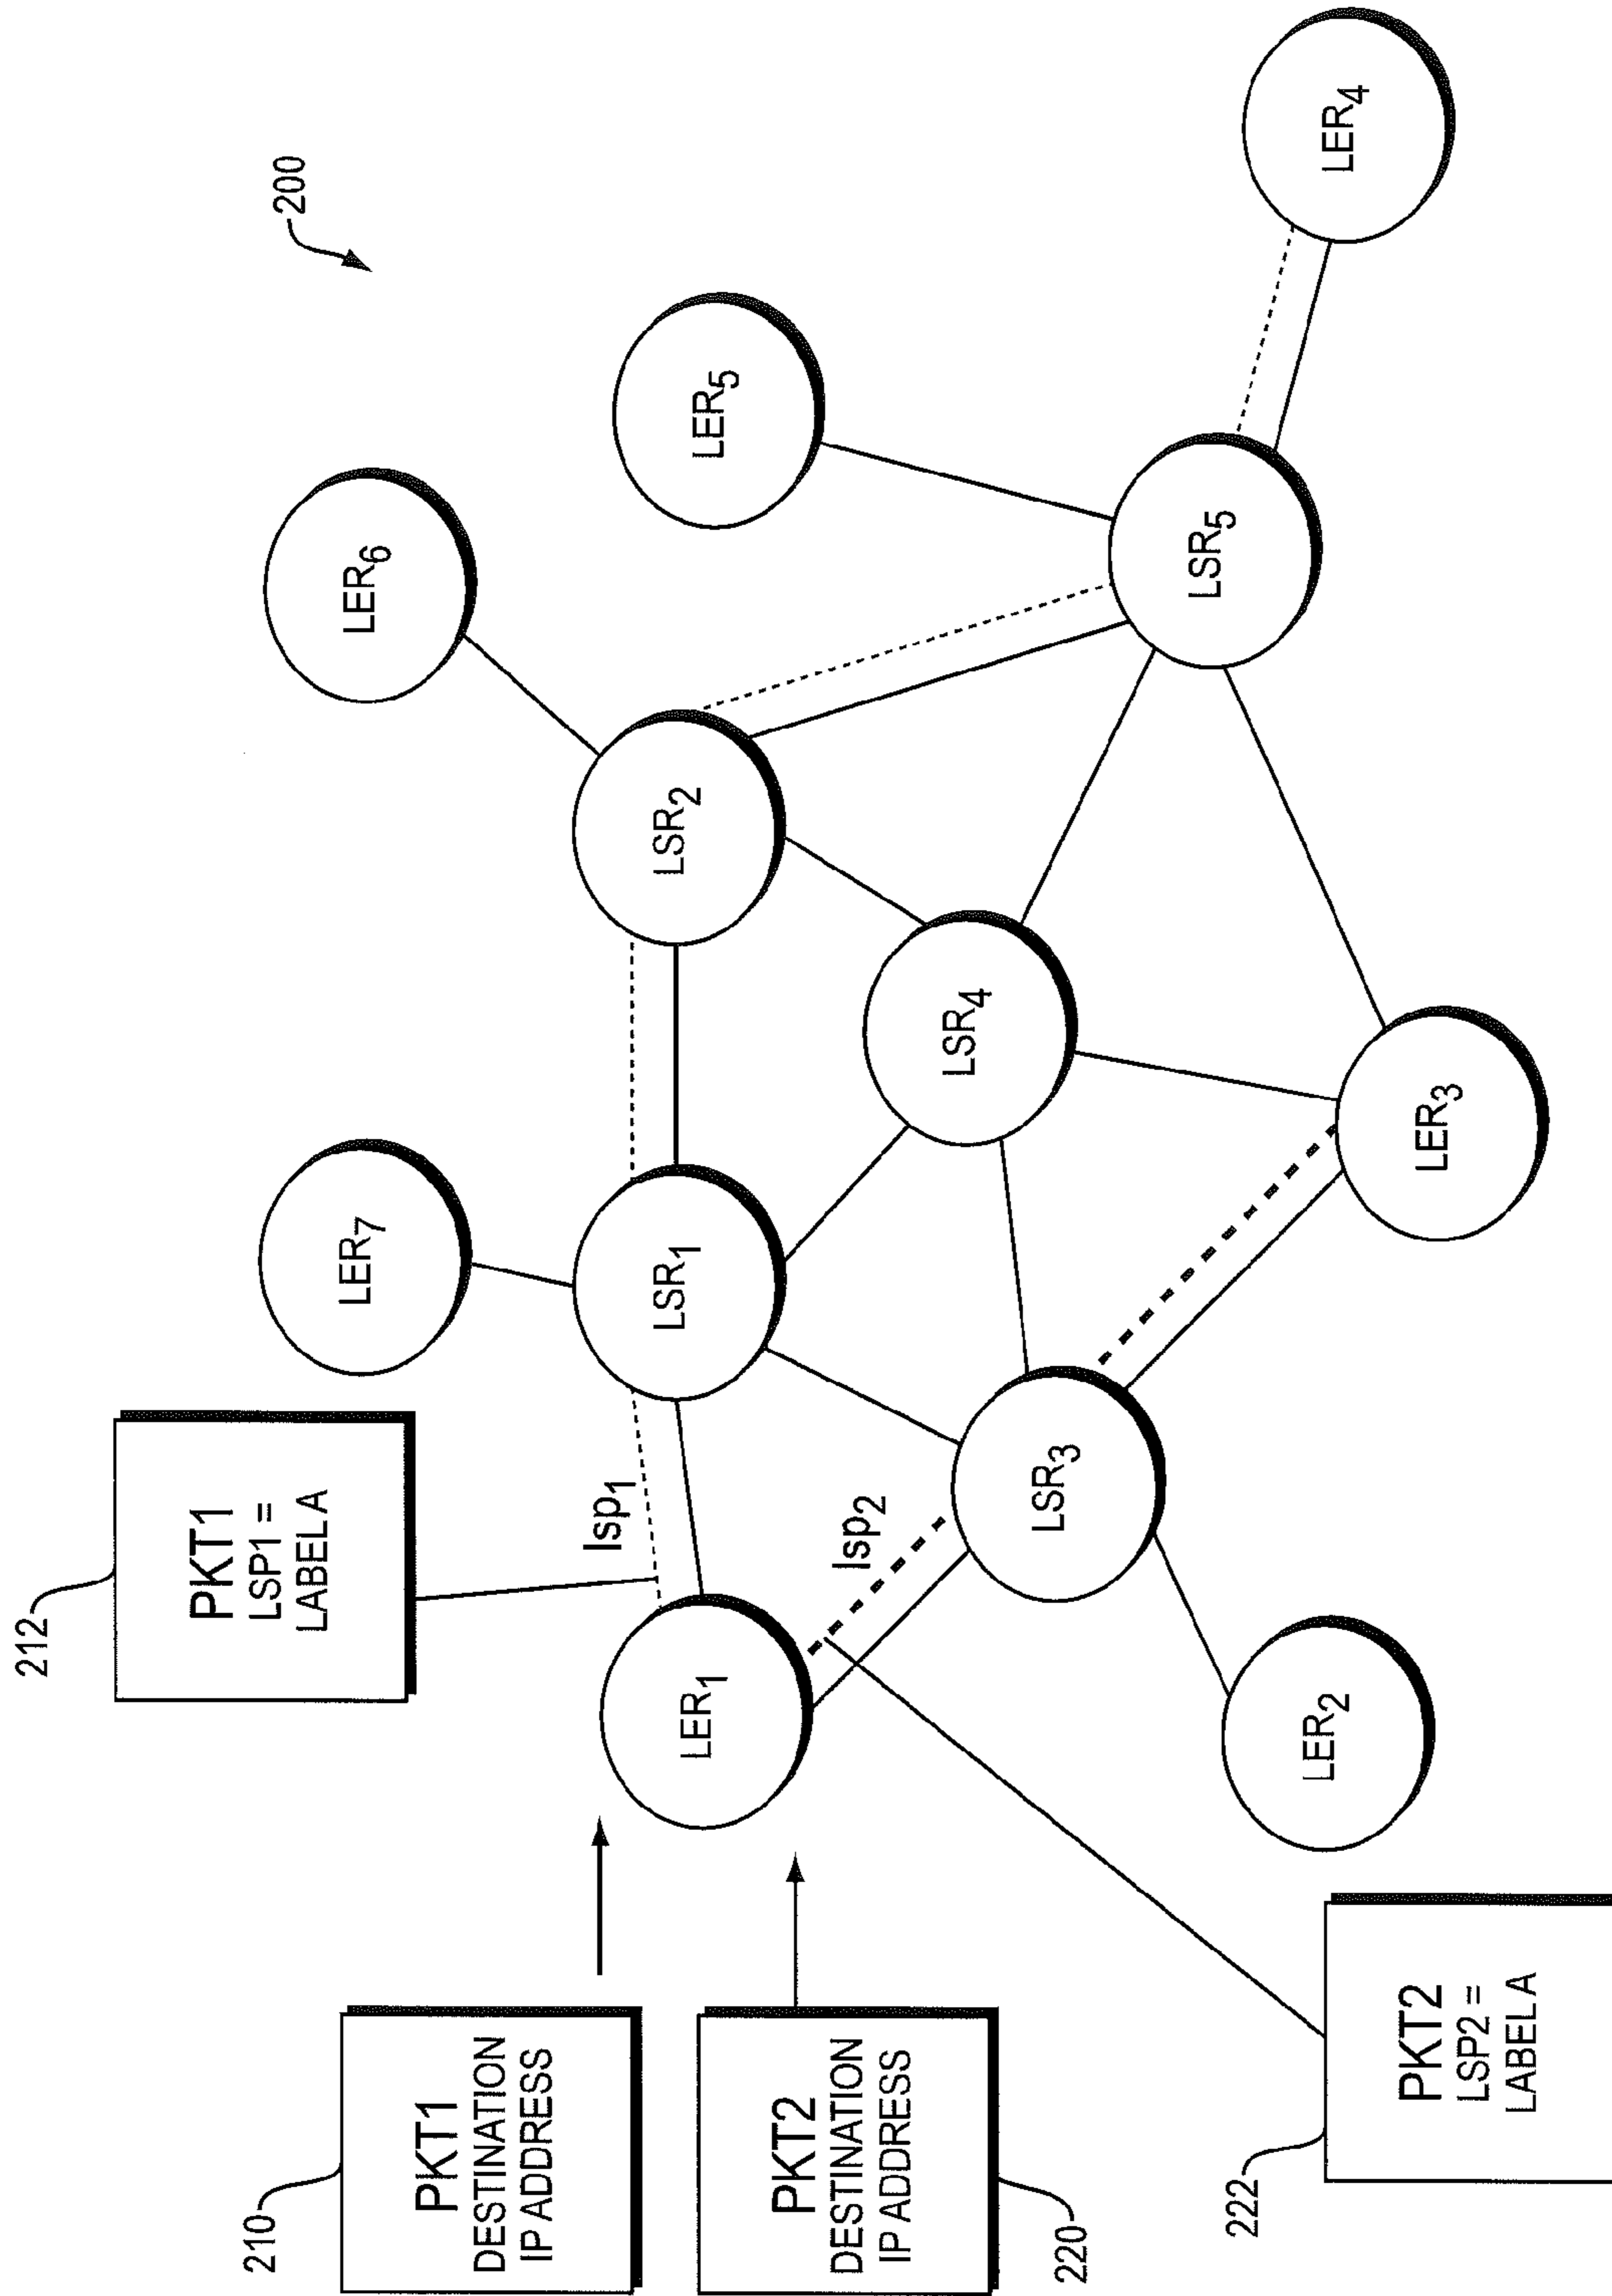 200
212
PKT1
LSP1 =
LABEL A
LER7
LER6
LER5
LER4
lsp1
LSR1
LSR2
LER1
lsp2
LSR4
LSR5
LSR3
LER3
LER2
210
PKT1
DESTINATION
IP ADDRESS
PKT2
DESTINATION
IP ADDRESS
220
222
PKT2
LSP2 =
LABEL A